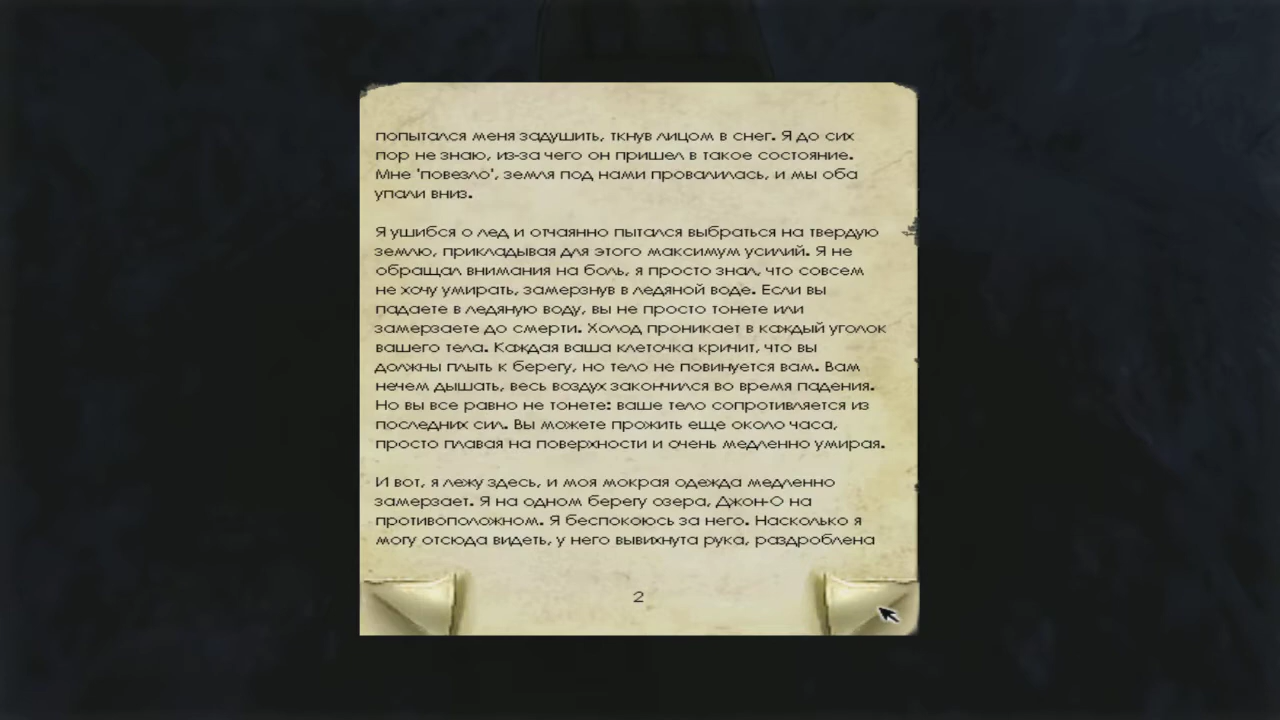 попытался меня задушить, ткнув лицом в снег. Я до сих
пор не знаю, из-за чего он пришел в такое состояние.
Мне 'повезло', земля под нами провалилась, и мы оба
упали вниз.
Я ушибся о лед и отчаянно пытался выбраться на твердую
землю, прикладывая для этого максимум усилий. Я не
обращал внимания на боль, я просто знал, что совсем
не хочу умирать, замерзнув в ледяной воде. Если вы
падаете в ледяную воду, вы не просто тонете или
замерзаете до смерти. Холод проникает в каждый уголок
вашего тела. Каждая ваша клеточка кричит, что вы
должны плыть к берегу, но тело не повинуется вам. Вам
нечем дышать, весь воздух закончился во время падения.
Но вы все равно не тонете: ваше тело сопротивляется из
последних сил. Вы можете прожить еще около часа,
просто плавая на поверхности и очень медленно умирая.
И вот, я лежу здесь, и моя мокрая одежда медленно
замерзает. Я на одном берегу озера, Джон-О на
противоположном. Я беспокоюсь за него. Насколько я
могу отсюда видеть, у него вывихнута рука, раздроблена
2